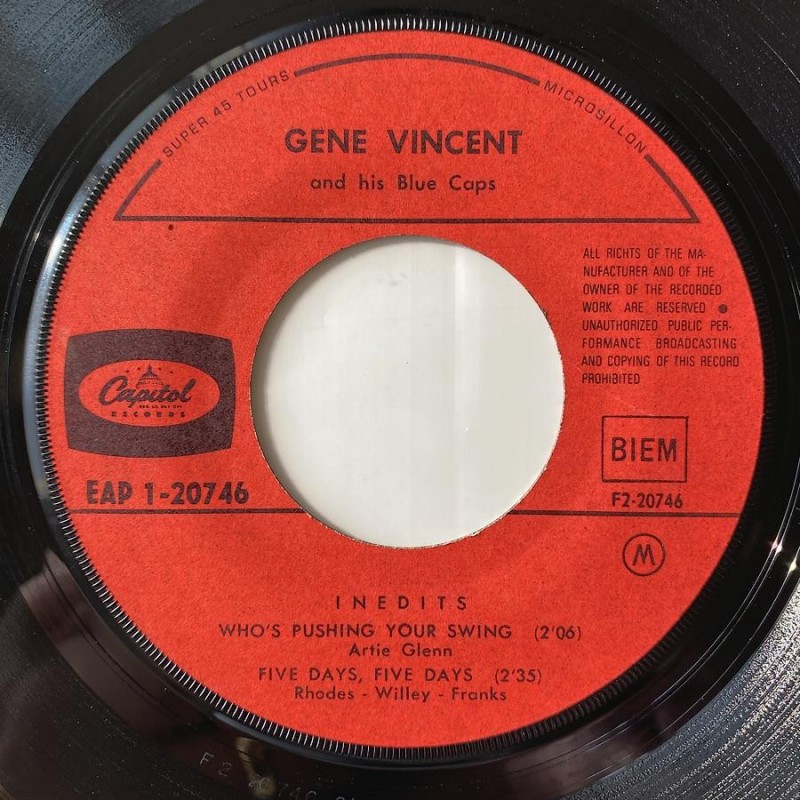 SUPER 45 TOURS
MICROSILLON
GENE VINCENT
and his Blue Caps
ALL RICHTS OF THE MA-
NUFACTURER AND OF THE
OWNER OF THE RECORDED
WORK ARE RESERVED ●
UNAUTHORIZED PUBLIC PER-
FORMANCE BROADCASTING
AND COPYING OF THIS RECORD
PROHIBITED
Capitol
RECORDS
EAP 1-20746
BIEM
F2-20746
M
INEDITS
WHO'S PUSHING YOUR SWING (2'06)
Artie Glenn
FIVE DAYS, FIVE DAYS (2'35)
Rhodes - Willey - Franks